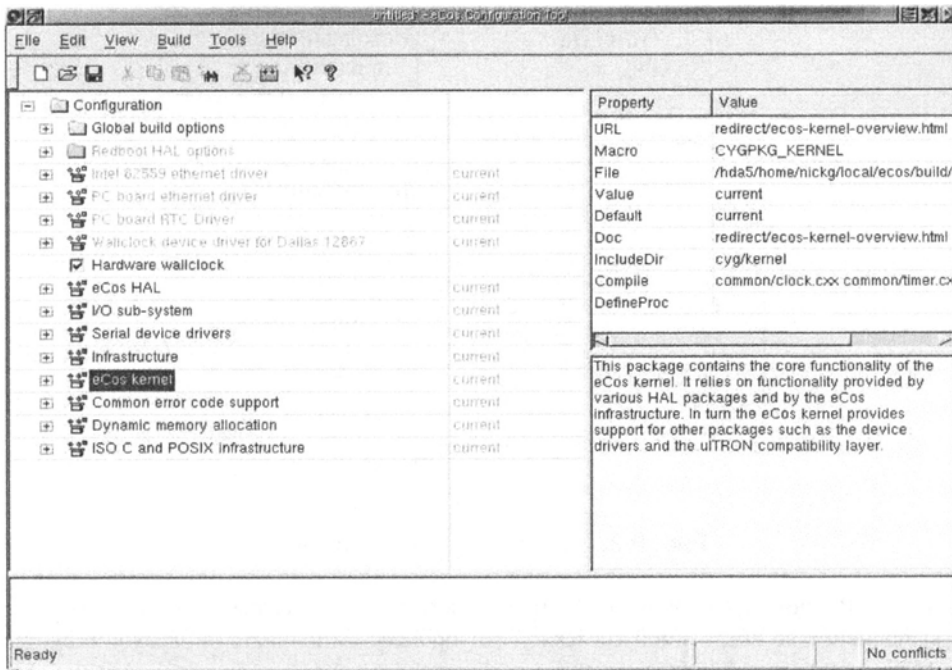 untitled - eCos Configuration Tool
File Edit View Build Tools Help
Configuration
Global build options
Redboot HAL options
Intel 82559 ethernet driver current
PC board ethernet driver current
PC board RTC Driver current
Wallclock device driver for Dallas 12887 current
Hardware wallclock
eCos HAL current
I/O sub-system current
Serial device drivers current
Infrastructure current
eCos kernel current
Common error code support current
Dynamic memory allocation current
ISO C and POSIX infrastructure current
Property Value
URL redirect/ecos-kernel-overview.html
Macro CYGPKG_KERNEL
File /hda5/home/nickg/local/ecos/build/
Value current
Default current
Doc redirect/ecos-kernel-overview.html
IncludeDir cyg/kernel
Compile common/clock.cxx common/timer.cx
DefineProc
This package contains the core functionality of the
eCos kernel. It relies on functionality provided by
various HAL packages and by the eCos
infrastructure. In turn the eCos kernel provides
support for other packages such as the device
drivers and the uITRON compatibility layer.
Ready No conflicts